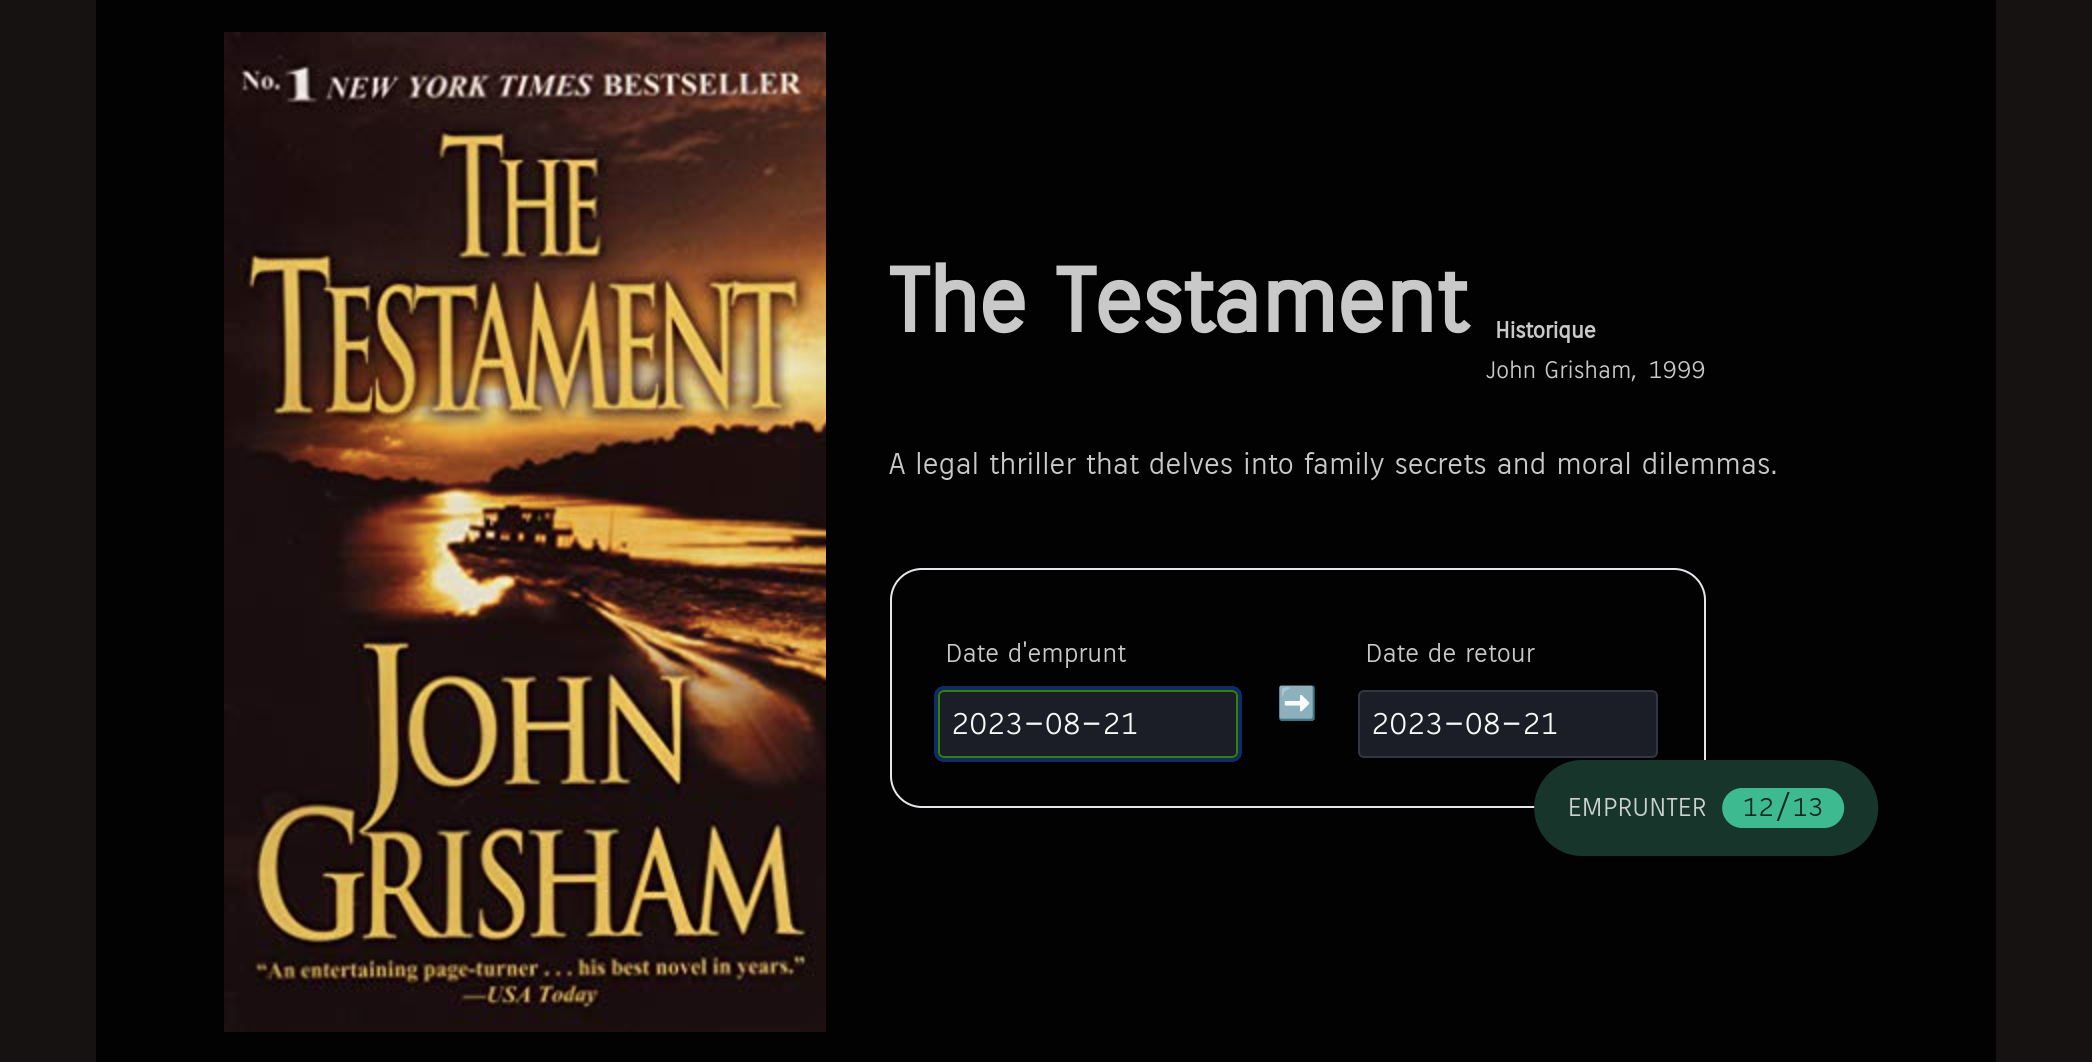 No. 1 NEW YORK TIMES BESTSELLER
THE
TESTAMENT
JOHN
GRISHAM
“An entertaining page-turner . . . his best novel in years.”
—USA Today
The Testament Historique
John Grisham, 1999
A legal thriller that delves into family secrets and moral dilemmas.
Date d'emprunt Date de retour
2023-08-21 2023-08-21
EMPRUNTER 12/13